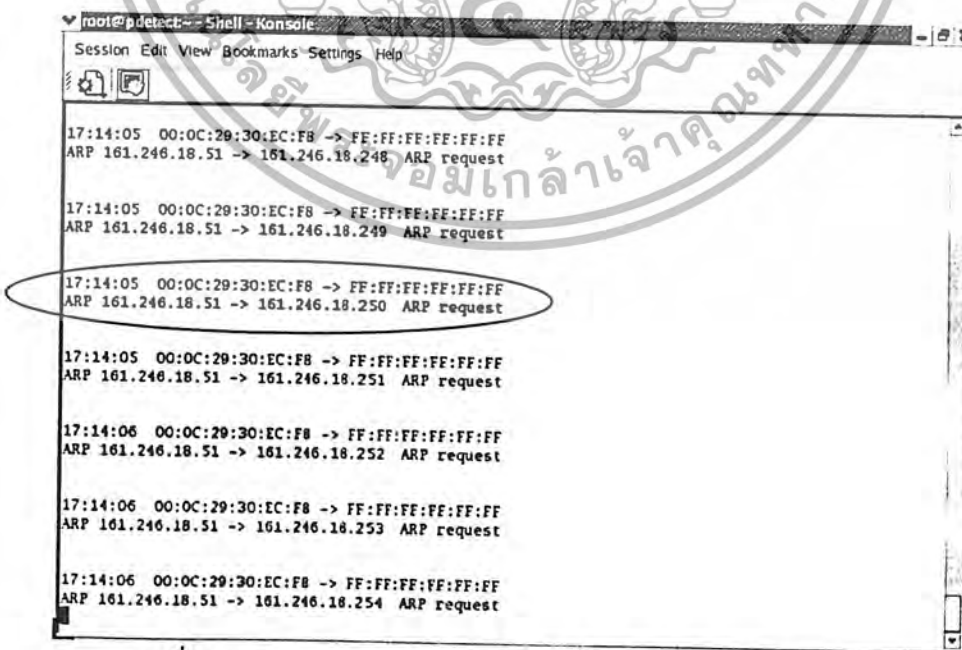 root@pdetect:~ - Shell - Konsole
Session Edit View Bookmarks Settings Help
17:14:05 00:0C:29:30:EC:F8 -> FF:FF:FF:FF:FF:FF
ARP 161.246.18.51 -> 161.246.18.248 ARP request
17:14:05 00:0C:29:30:EC:F8 -> FF:FF:FF:FF:FF:FF
ARP 161.246.18.51 -> 161.246.18.249 ARP request
17:14:05 00:0C:29:30:EC:F8 -> FF:FF:FF:FF:FF:FF
ARP 161.246.18.51 -> 161.246.18.250 ARP request
17:14:05 00:0C:29:30:EC:F8 -> FF:FF:FF:FF:FF:FF
ARP 161.246.18.51 -> 161.246.18.251 ARP request
17:14:06 00:0C:29:30:EC:F8 -> FF:FF:FF:FF:FF:FF
ARP 161.246.18.51 -> 161.246.18.252 ARP request
17:14:06 00:0C:29:30:EC:F8 -> FF:FF:FF:FF:FF:FF
ARP 161.246.18.51 -> 161.246.18.253 ARP request
17:14:06 00:0C:29:30:EC:F8 -> FF:FF:FF:FF:FF:FF
ARP 161.246.18.51 -> 161.246.18.254 ARP request